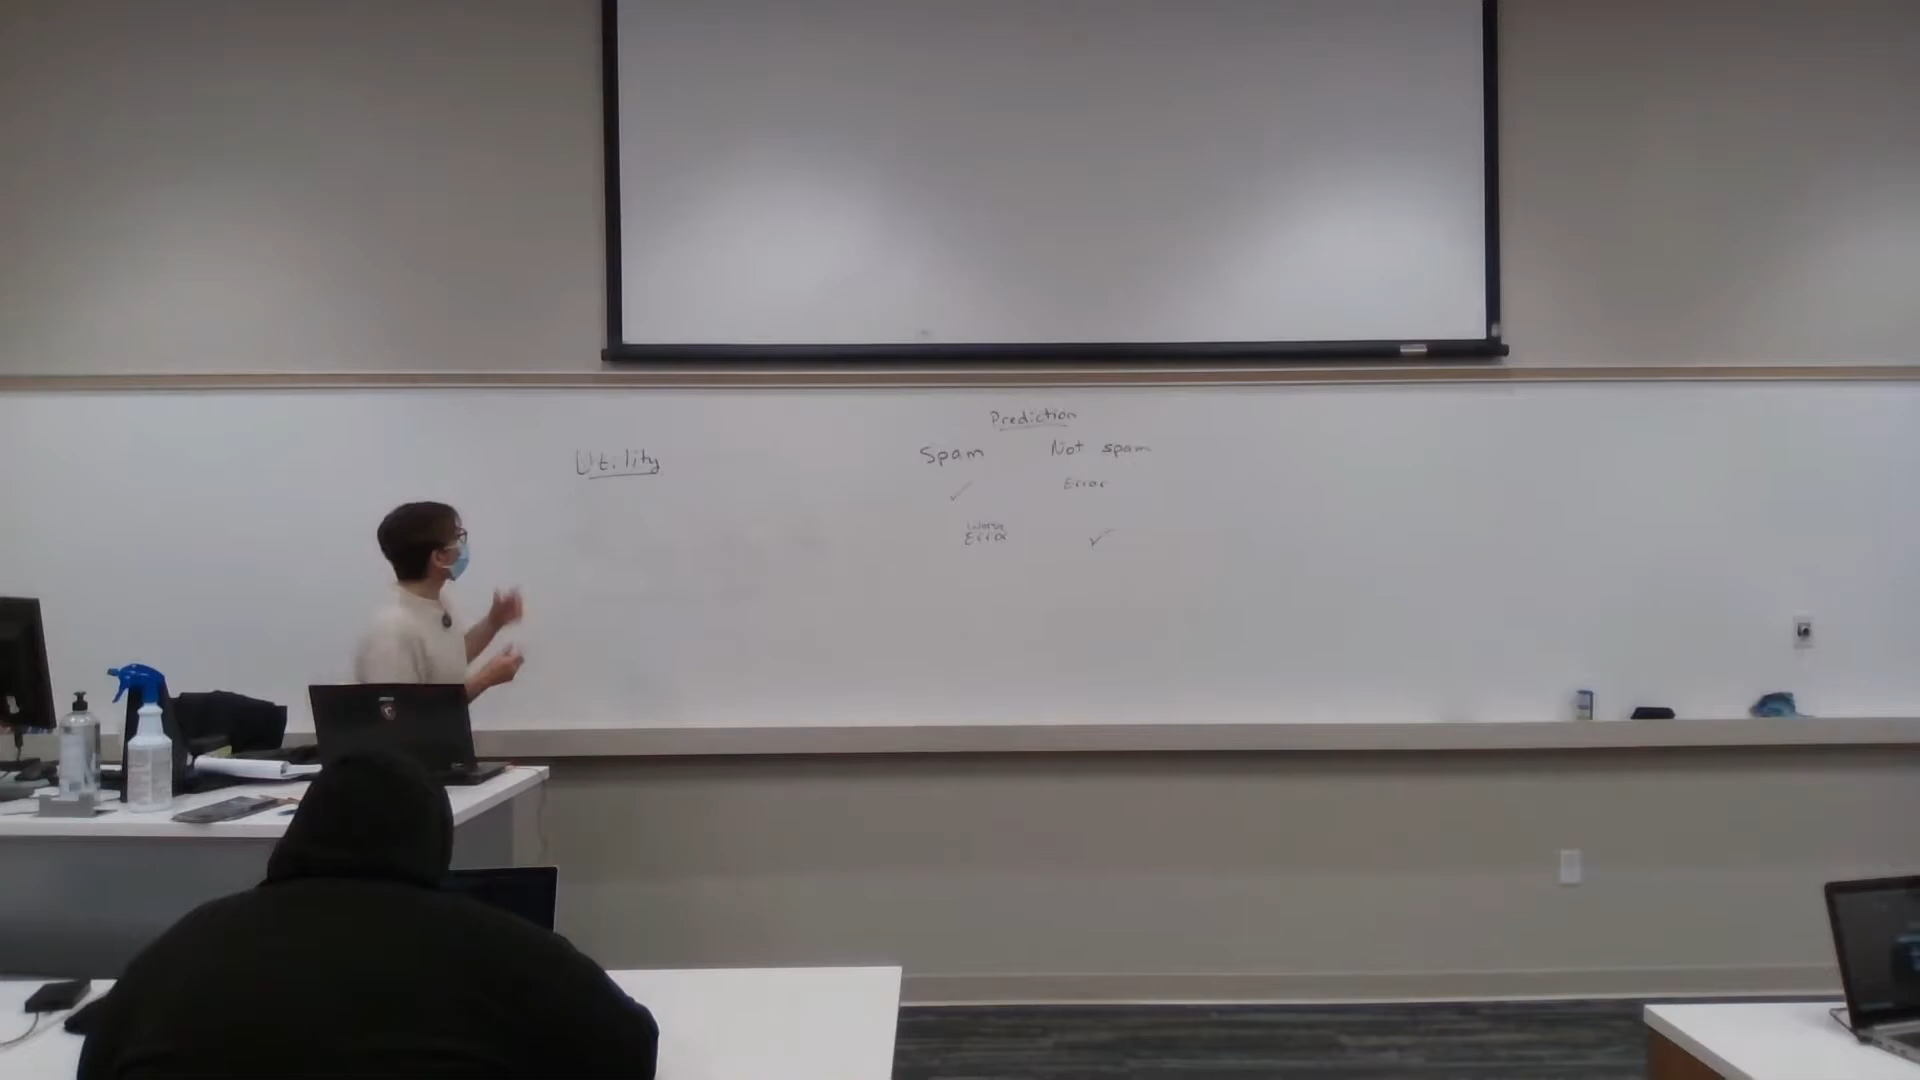 Prediction
Utility
Spam Not spam
✓ Error
Worse
Error ✓